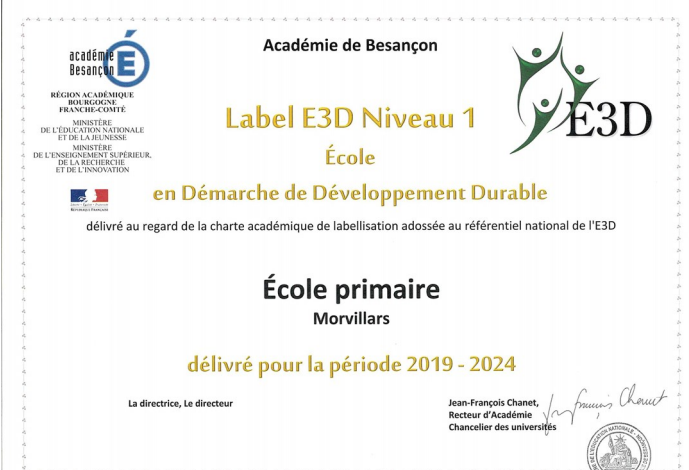 Académie de Besançon
académie
Besançon
É
RÉGION ACADÉMIQUE
BOURGOGNE
FRANCHE-COMTÉ
MINISTÈRE
DE L'ÉDUCATION NATIONALE
ET DE LA JEUNESSE
MINISTÈRE
DE L'ENSEIGNEMENT SUPÉRIEUR,
DE LA RECHERCHE
ET DE L'INNOVATION
RÉPUBLIQUE FRANÇAISE
E3D
Label E3D Niveau 1
École
en Démarche de Développement Durable
délivré au regard de la charte académique de labellisation adossée au référentiel national de l'E3D
École primaire
Morvillars
délivré pour la période 2019 - 2024
La directrice, Le directeur
Jean-François Chanet,
Recteur d'Académie
Chancelier des universités